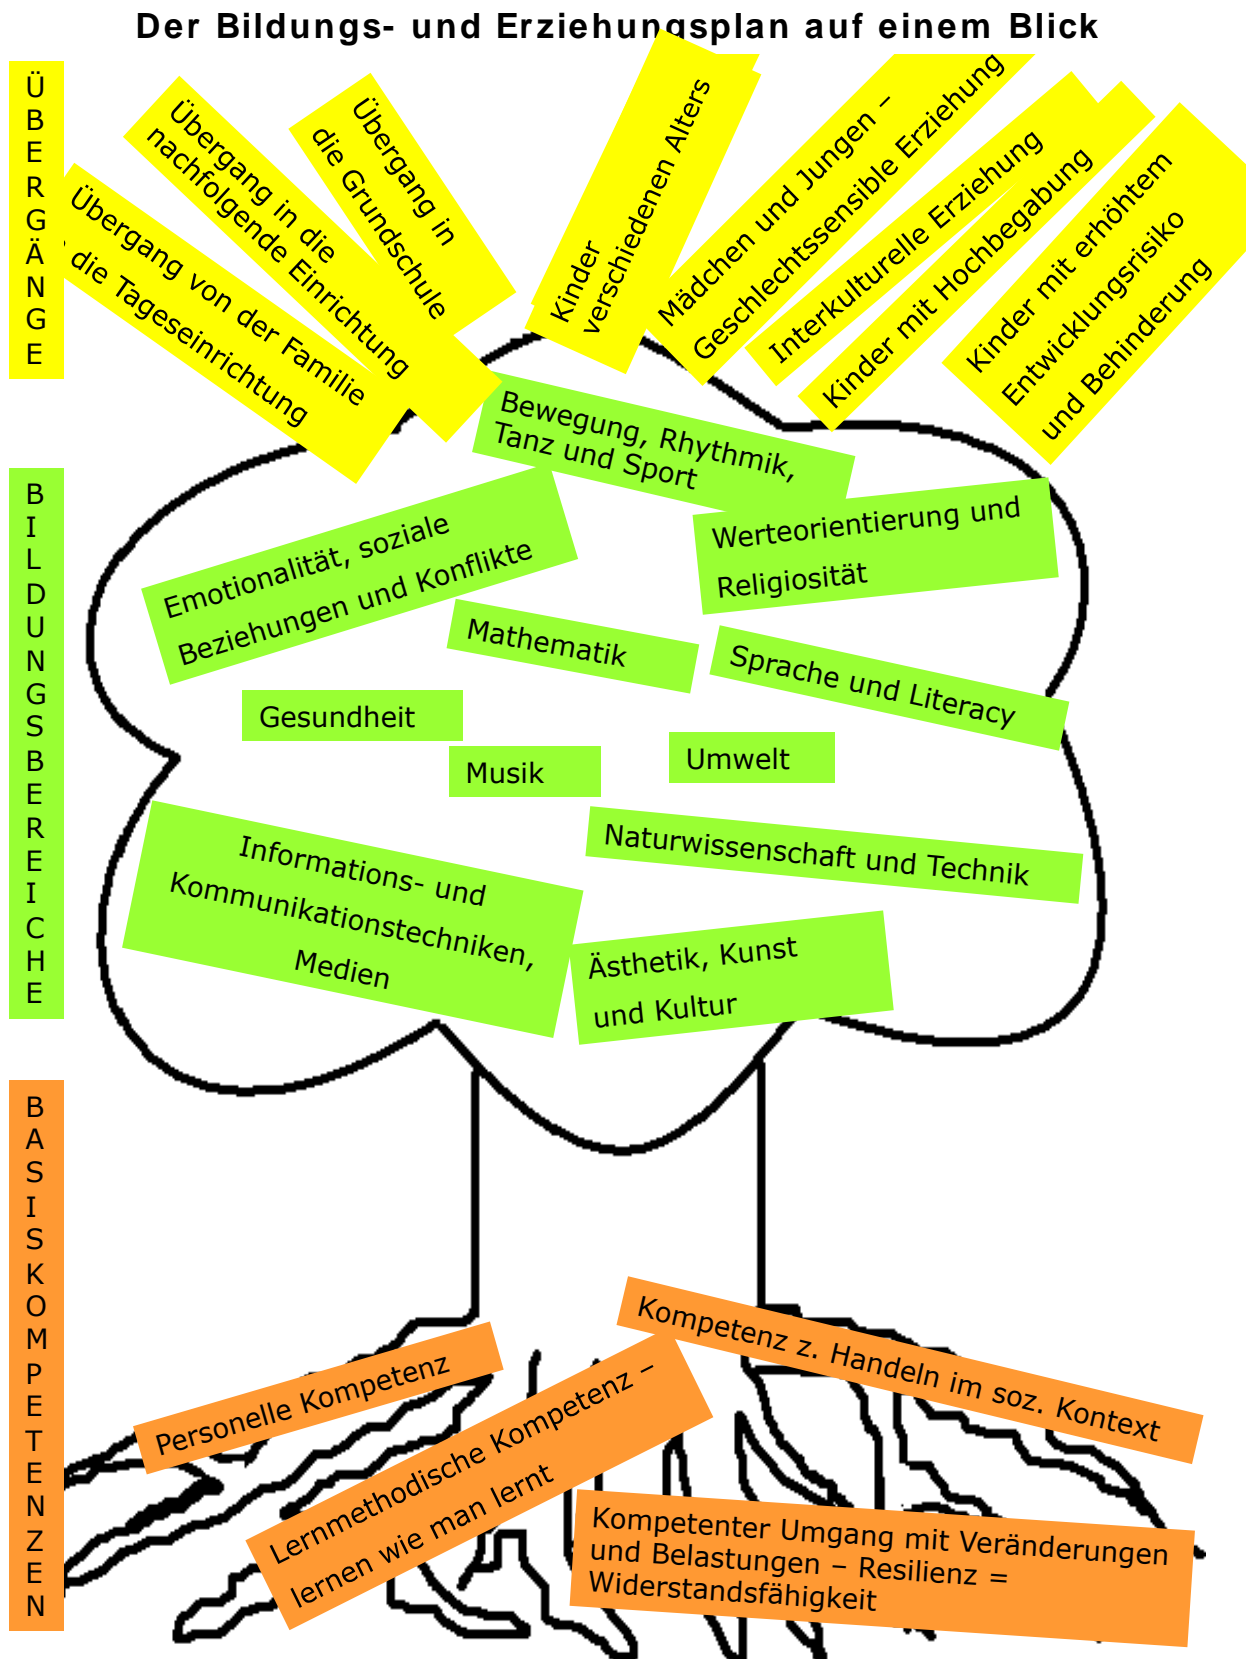 Der Bildungs- und Erziehungsplan auf einem Blick
ÜBERGÄNGE
Übergang von der Familie
die Tageseinrichtung
Übergang in die
nachfolgende Einrichtung
Übergang in
die Grundschule
Kinder
verschiedenen Alters
Mädchen und Jungen –
Geschlechtssensible Erziehung
Interkulturelle Erziehung
Kinder mit Hochbegabung
Kinder mit erhöhtem
Entwicklungsrisiko
und Behinderung
BILDUNGSBEREICHE
Bewegung, Rhythmik,
Tanz und Sport
Emotionalität, soziale
Beziehungen und Konflikte
Werteorientierung und
Religiosität
Mathematik
Sprache und Literacy
Gesundheit
Musik
Umwelt
Informations- und
Kommunikationstechniken,
Medien
Naturwissenschaft und Technik
Ästhetik, Kunst
und Kultur
BASISKOMPETENZEN
Personelle Kompetenz
Kompetenz z. Handeln im soz. Kontext
Lernmethodische Kompetenz –
lernen wie man lernt
Kompetenter Umgang mit Veränderungen
und Belastungen – Resilienz =
Widerstandsfähigkeit